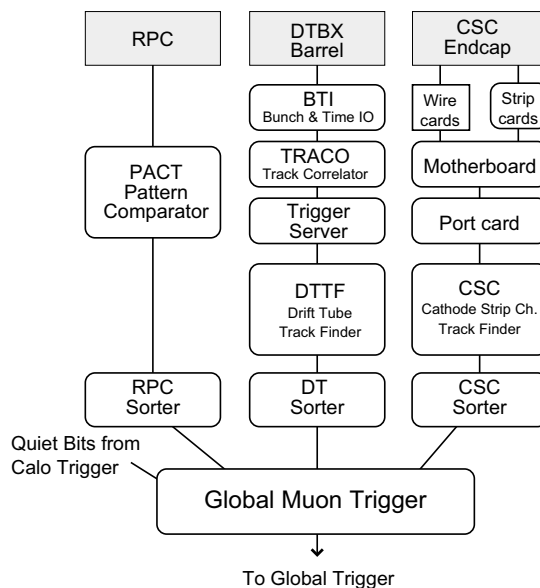 RPC
DTBX
Barrel
CSC
Endcap
BTI
Bunch & Time IO
Wire
cards
Strip
cards
TRACO
Track Correlator
Motherboard
PACT
Pattern
Comparator
Trigger
Server
Port card
DTTF
Drift Tube
Track Finder
CSC
Cathode Strip Ch.
Track Finder
RPC
Sorter
DT
Sorter
CSC
Sorter
Quiet Bits from
Calo Trigger
Global Muon Trigger
To Global Trigger